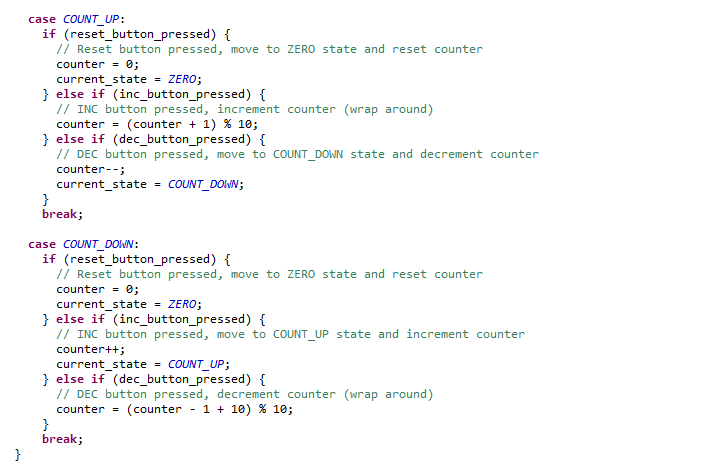 case COUNT_UP:
if (reset_button_pressed) {
// Reset button pressed, move to ZERO state and reset counter
counter = 0;
current_state = ZERO;
} else if (inc_button_pressed) {
// INC button pressed, increment counter (wrap around)
counter = (counter + 1) % 10;
} else if (dec_button_pressed) {
// DEC button pressed, move to COUNT_DOWN state and decrement counter
counter--;
current_state = COUNT_DOWN;
}
break;
case COUNT_DOWN:
if (reset_button_pressed) {
// Reset button pressed, move to ZERO state and reset counter
counter = 0;
current_state = ZERO;
} else if (inc_button_pressed) {
// INC button pressed, move to COUNT_UP state and increment counter
counter++;
current_state = COUNT_UP;
} else if (dec_button_pressed) {
// DEC button pressed, decrement counter (wrap around)
counter = (counter - 1 + 10) % 10;
}
break;
}